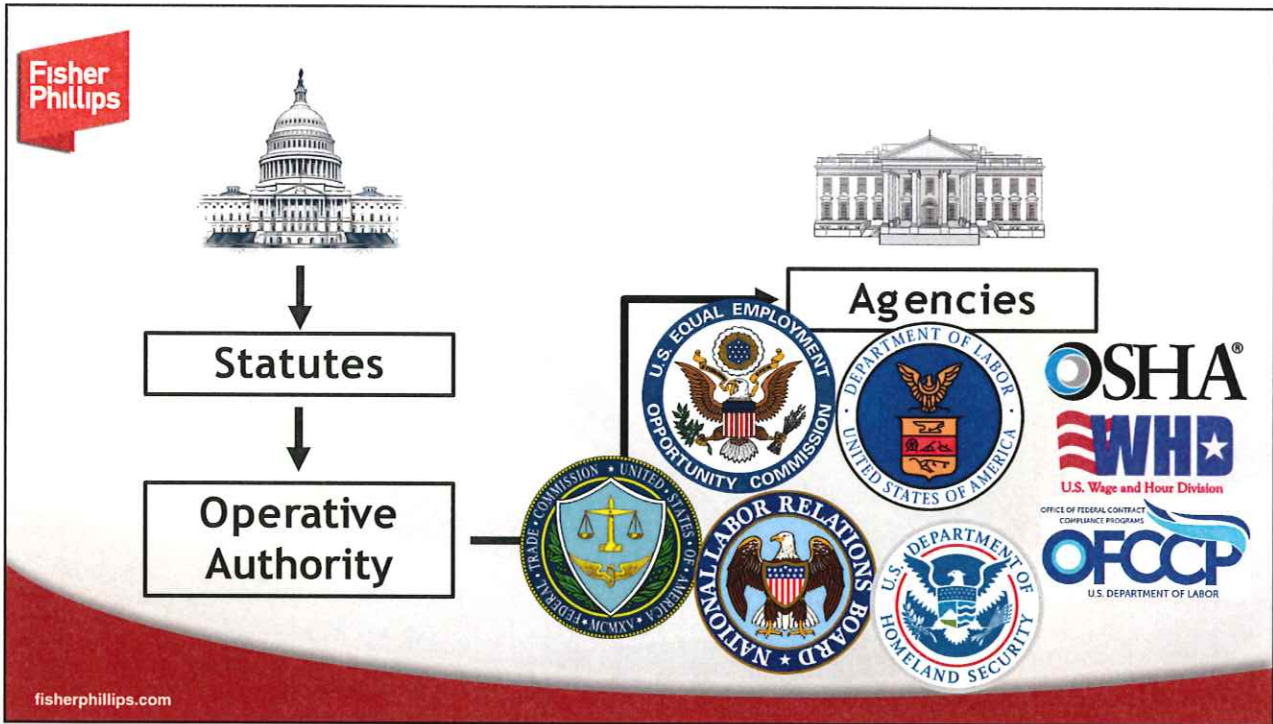 Fisher
Phillips
Statutes
Operative
Authority
Agencies
U.S. EQUAL EMPLOYMENT
OPPORTUNITY COMMISSION
· DEPARTMENT OF LABOR ·
UNITED STATES OF AMERICA
OSHA®
WHD
U.S. Wage and Hour Division
OFFICE OF FEDERAL CONTRACT
COMPLIANCE PROGRAMS
OFCCP
U.S. DEPARTMENT OF LABOR
FEDERAL · TRADE · COMMISSION ★ UNITED · STATES · OF · AMERICA
★ MCMXV ★
NATIONAL LABOR RELATIONS BOARD ★
U.S. DEPARTMENT OF
HOMELAND SECURITY
fisherphillips.com